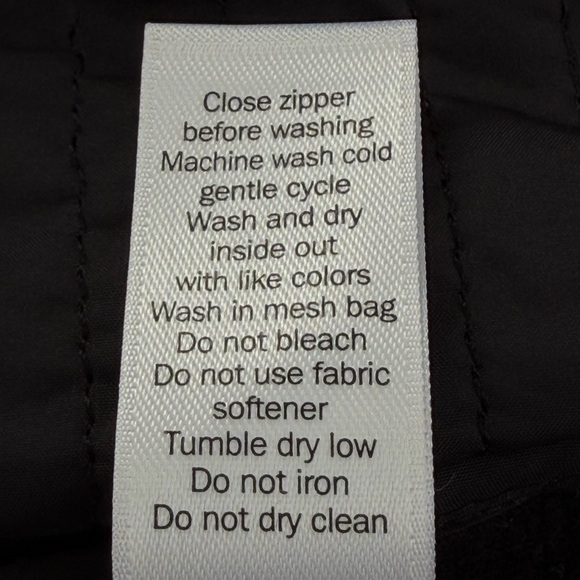 Close zipper
before washing
Machine wash cold
gentle cycle
Wash and dry
inside out
with like colors
Wash in mesh bag
Do not bleach
Do not use fabric
softener
Tumble dry low
Do not iron
Do not dry clean